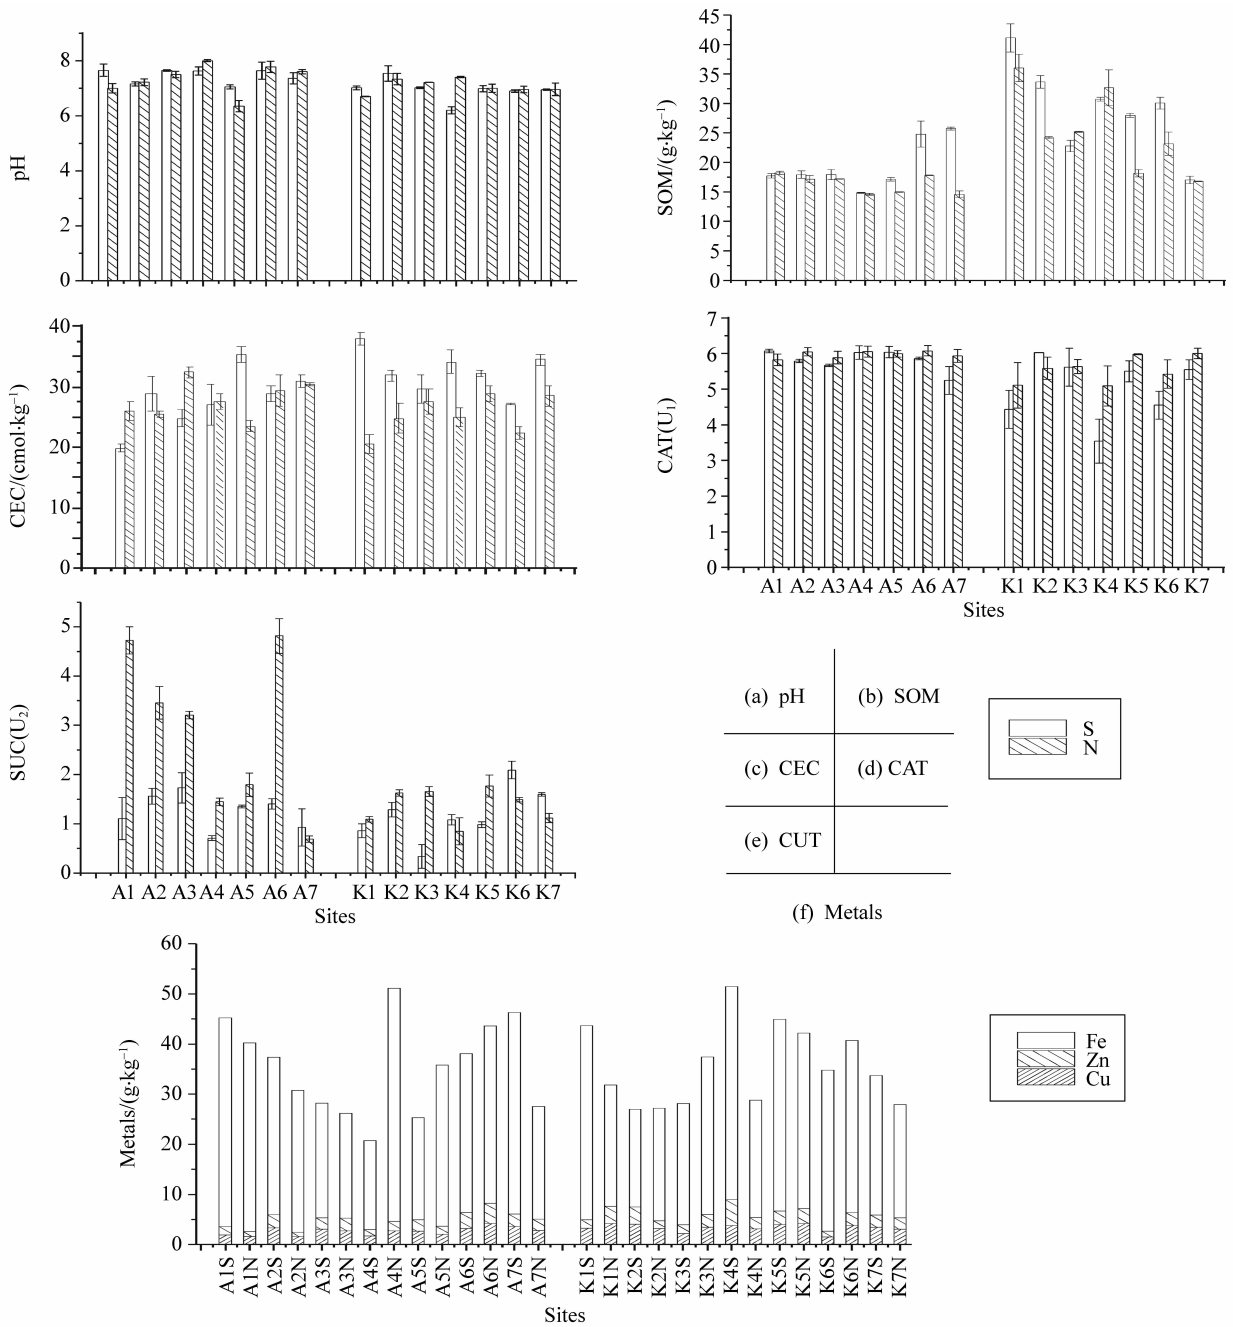 8
6
4
2
0
pH
45
40
35
30
25
20
15
10
5
0
SOM/(g·kg⁻¹)
40
30
20
10
0
CEC/(cmol·kg⁻¹)
7
6
5
4
3
2
1
0
CAT(U₁)
A1 A2 A3 A4 A5 A6 A7 K1 K2 K3 K4 K5 K6 K7
Sites
5
4
3
2
1
0
SUC(U₂)
A1 A2 A3 A4 A5 A6 A7 K1 K2 K3 K4 K5 K6 K7
Sites
(a) pH (b) SOM
(c) CEC (d) CAT
(e) CUT
(f) Metals
S
N
60
50
40
30
20
10
0
Metals/(g·kg⁻¹)
A1S A1N A2S A2N A3S A3N A4S A4N A5S A5N A6S A6N A7S A7N K1S K1N K2S K2N K3S K3N K4S K4N K5S K5N K6S K6N K7S K7N
Sites
Fe
Zn
Cu